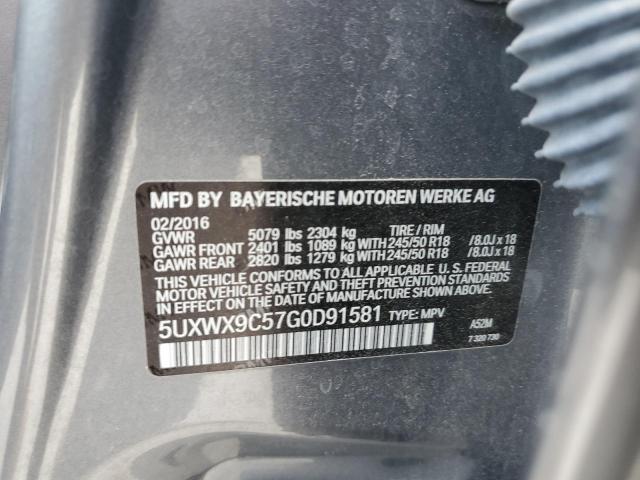 MFD BY BAYERISCHE MOTOREN WERKE AG
02/2016
GVWR 5079 lbs 2304 kg TIRE / RIM
GAWR FRONT 2401 lbs 1089 kg WITH 245/50 R18 /8.0J x 18
GAWR REAR 2820 lbs 1279 kg WITH 245/50 R18 /8.0J x 18
THIS VEHICLE CONFORMS TO ALL APPLICABLE U. S. FEDERAL
MOTOR VEHICLE SAFETY AND THEFT PREVENTION STANDARDS
IN EFFECT ON THE DATE OF MANUFACTURE SHOWN ABOVE.
5UXWX9C57G0D91581 TYPE: MPV A52M
7 320 730